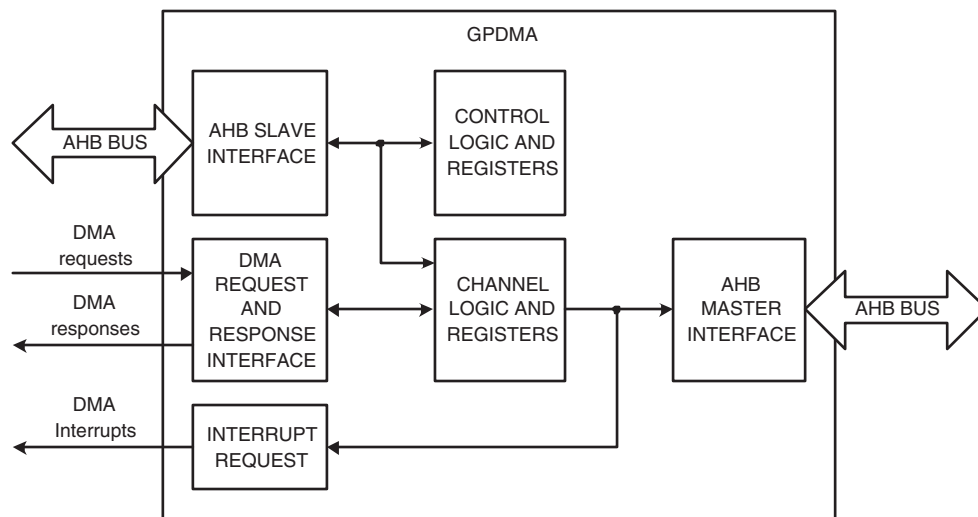 GPDMA
AHB BUS
AHB SLAVE
INTERFACE
CONTROL
LOGIC AND
REGISTERS
DMA
requests
DMA
responses
DMA
REQUEST
AND
RESPONSE
INTERFACE
CHANNEL
LOGIC AND
REGISTERS
AHB
MASTER
INTERFACE
AHB BUS
DMA
Interrupts
INTERRUPT
REQUEST